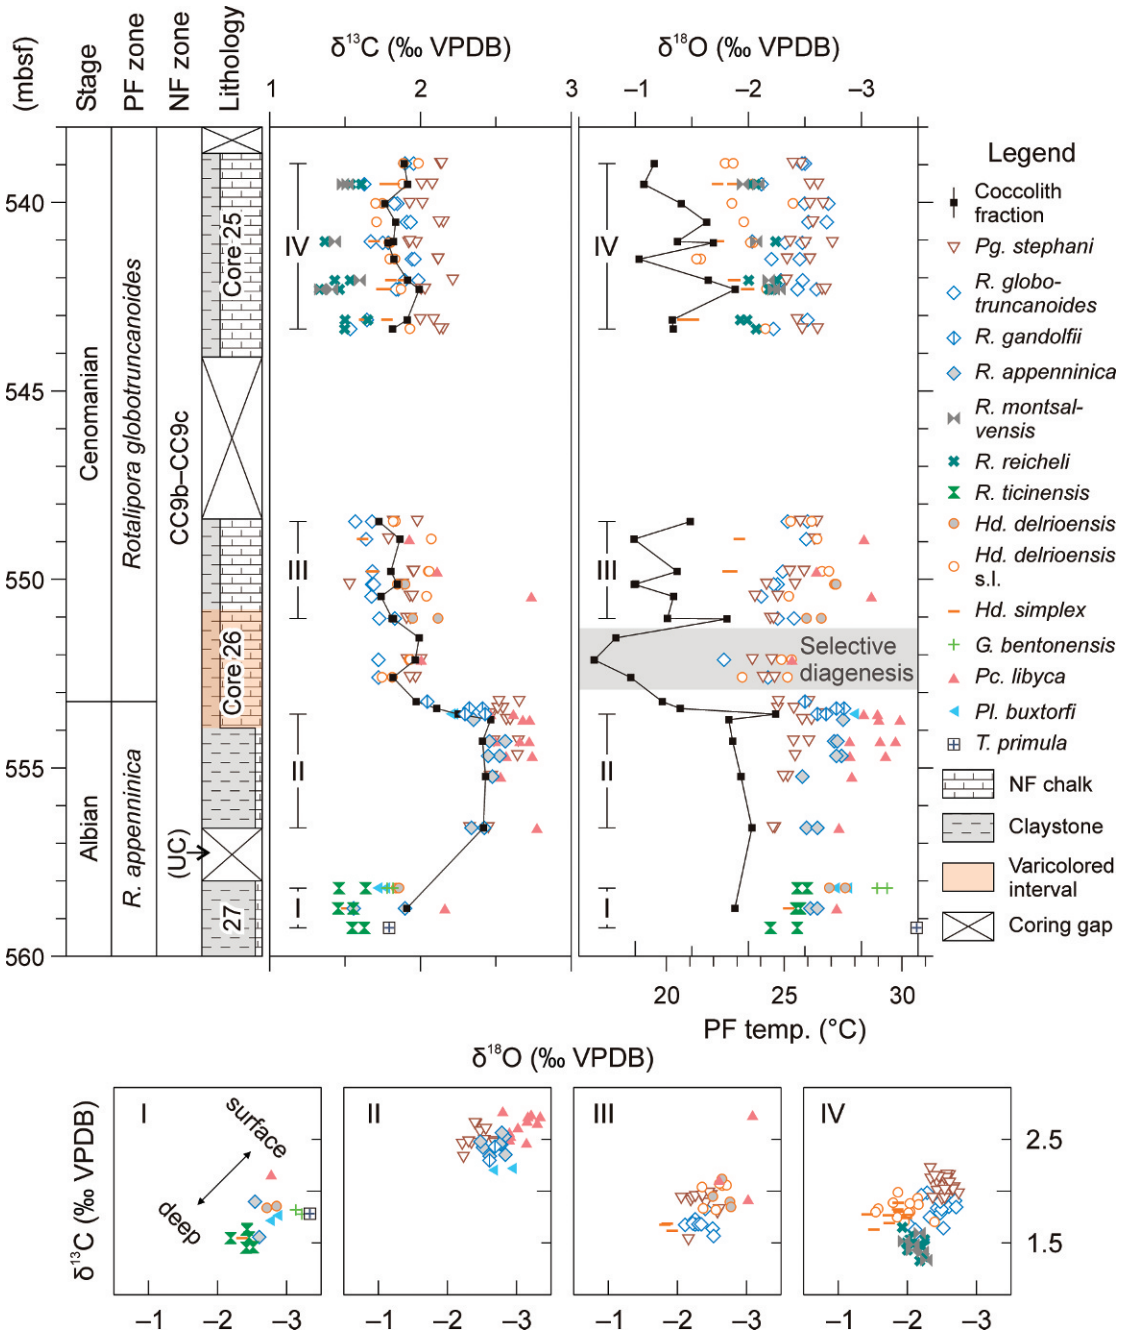 δ¹³C (‰ VPDB)
δ¹⁸O (‰ VPDB)
(mbsf)
Stage
PF zone
NF zone
Lithology
1
2
3
–1
–2
–3
540
545
550
555
560
Cenomanian
Albian
Rotalipora globotruncanoides
R. appenninica
CC9b–CC9c
(UC)
Core 25
Core 26
27
IV
III
II
I
IV
III
II
I
Selective
diagenesis
20
25
30
PF temp. (°C)
Legend
Coccolith
fraction
Pg. stephani
R. globo-
truncanoides
R. gandolfii
R. appenninica
R. montsal-
vensis
R. reicheli
R. ticinensis
Hd. delrioensis
Hd. delrioensis
s.l.
Hd. simplex
G. bentonensis
Pc. libyca
Pl. buxtorfi
T. primula
NF chalk
Claystone
Varicolored
interval
Coring gap
δ¹⁸O (‰ VPDB)
δ¹³C (‰ VPDB)
I
surface
deep
II
III
IV
2.5
1.5
–1
–2
–3
–1
–2
–3
–1
–2
–3
–1
–2
–3